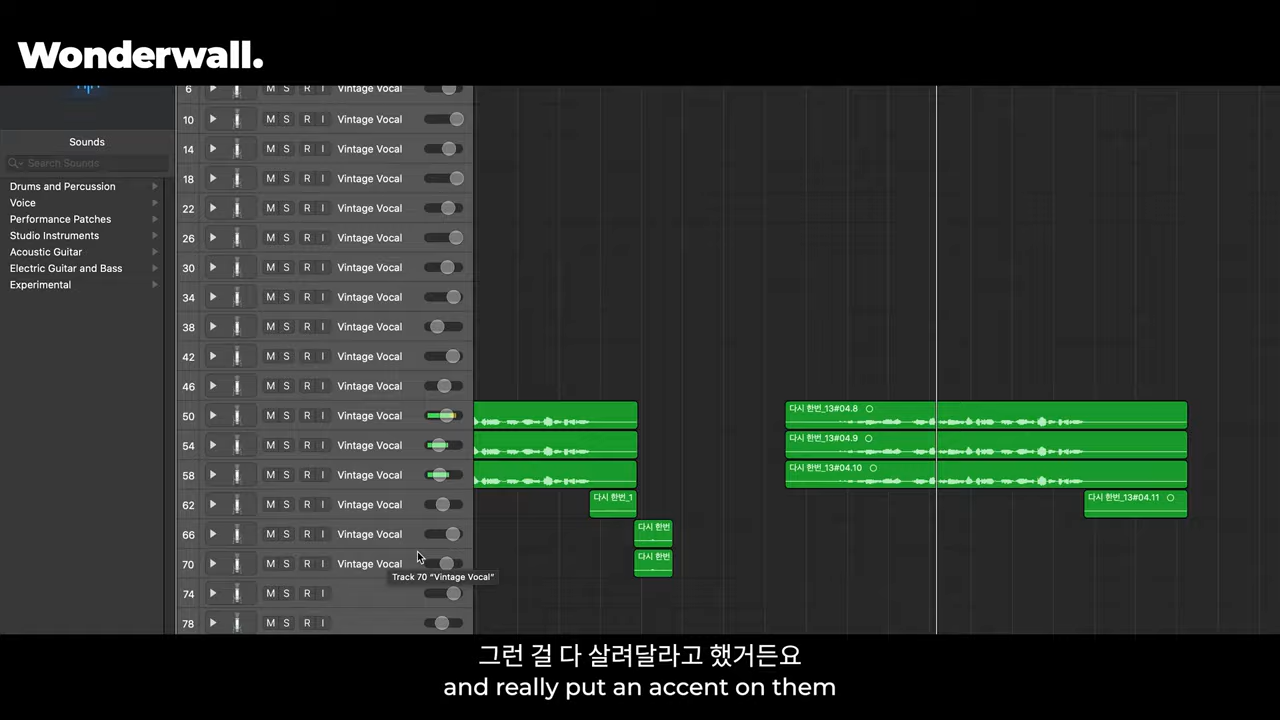 Wonderwall.
Sounds
Search Sounds
Drums and Percussion
Voice
Performance Patches
Studio Instruments
Acoustic Guitar
Electric Guitar and Bass
Experimental
6 M S R I Vintage Vocal
10 M S R I Vintage Vocal
14 M S R I Vintage Vocal
18 M S R I Vintage Vocal
22 M S R I Vintage Vocal
26 M S R I Vintage Vocal
30 M S R I Vintage Vocal
34 M S R I Vintage Vocal
38 M S R I Vintage Vocal
42 M S R I Vintage Vocal
46 M S R I Vintage Vocal
50 M S R I Vintage Vocal 다시 한번_13#04.8
54 M S R I Vintage Vocal 다시 한번_13#04.9
58 M S R I Vintage Vocal 다시 한번_13#04.10
62 M S R I Vintage Vocal 다시 한번_1 다시 한번_13#04.11
66 M S R I Vintage Vocal 다시 한번
70 M S R I Vintage Vocal 다시 한번
Track 70 “Vintage Vocal”
74 M S R I
78 M S R I
그런 걸 다 살려달라고 했거든요
and really put an accent on them